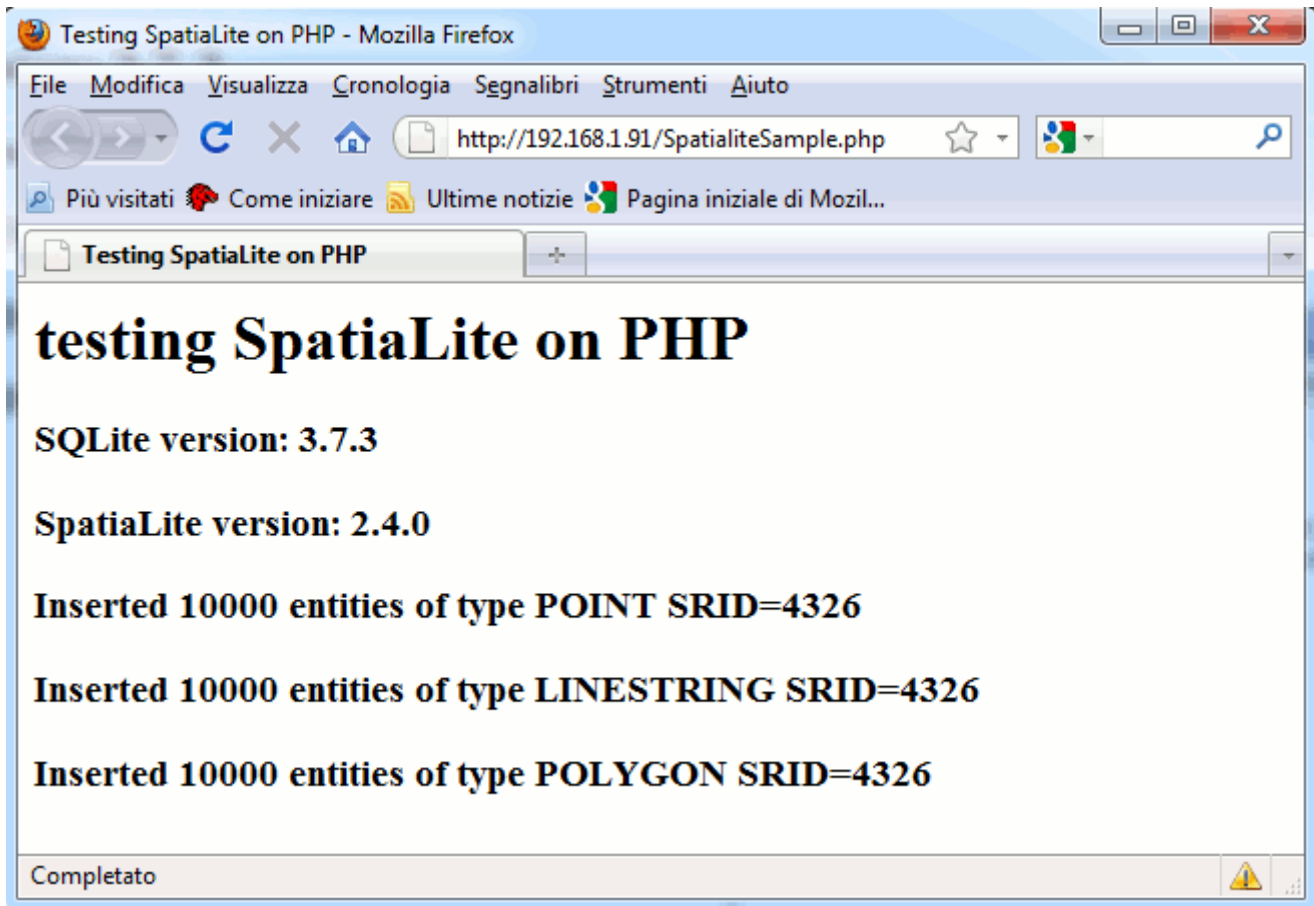 Testing SpatiaLite on PHP - Mozilla Firefox
File Modifica Visualizza Cronologia Segnalibri Strumenti Aiuto
http://192.168.1.91/SpatialiteSample.php
Più visitati Come iniziare Ultime notizie Pagina iniziale di Mozil...
Testing SpatiaLite on PHP
testing SpatiaLite on PHP
SQLite version: 3.7.3
SpatiaLite version: 2.4.0
Inserted 10000 entities of type POINT SRID=4326
Inserted 10000 entities of type LINESTRING SRID=4326
Inserted 10000 entities of type POLYGON SRID=4326
Completato